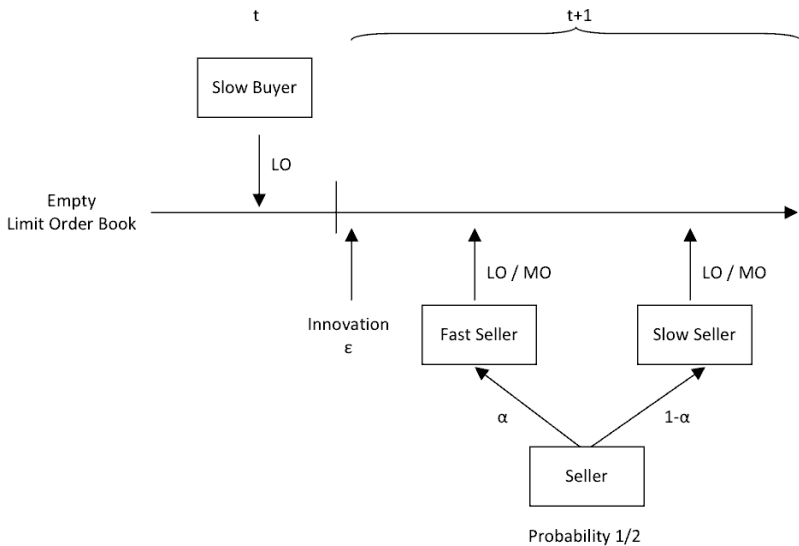 t
t+1
Slow Buyer
LO
Empty
Limit Order Book
LO / MO
LO / MO
Innovation
ε
Fast Seller
Slow Seller
α
1-α
Seller
Probability 1/2